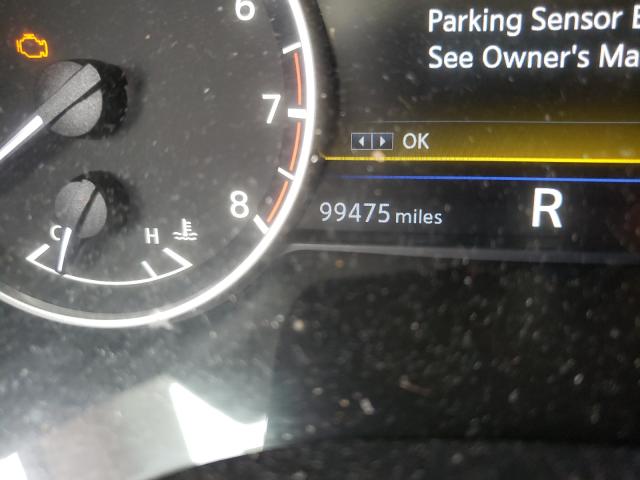 Parking Sensor
See Owner's
OK
99475 miles
R
6
7
8
C
H